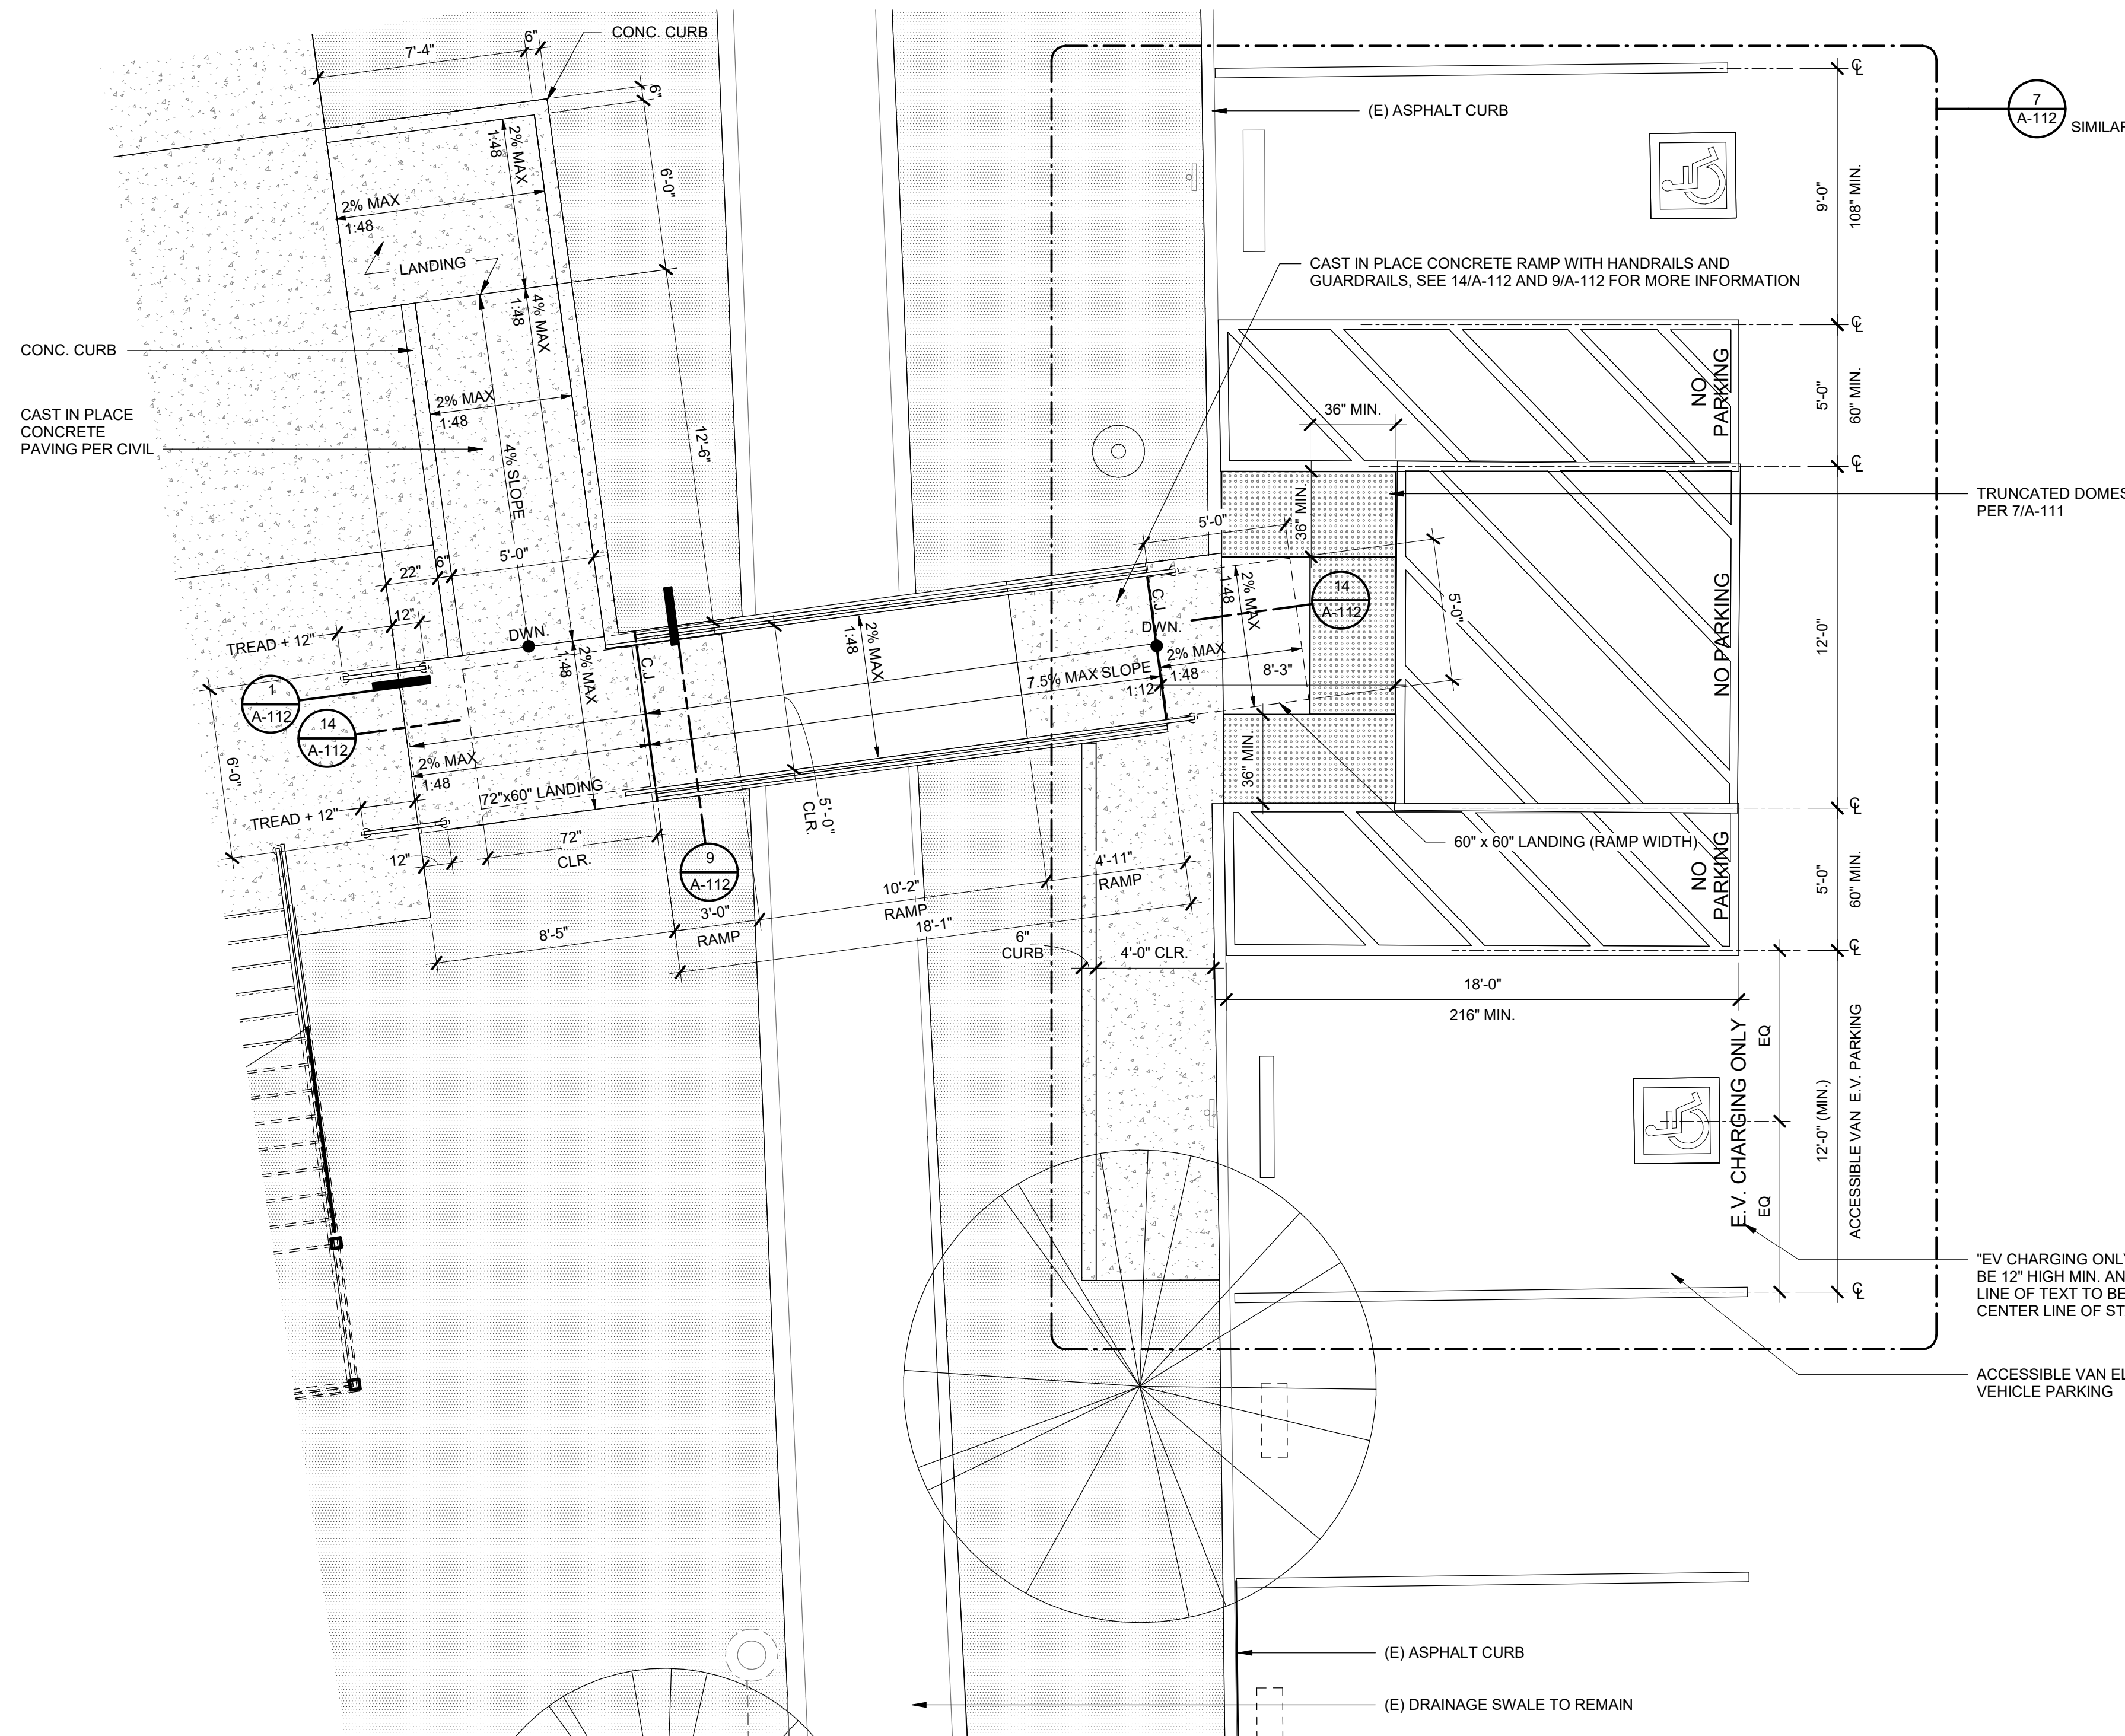 7'-4"
6"
CONC. CURB
6"
6'-0"
2% MAX
1:48
2% MAX
1:48
LANDING
4% MAX
1:48
CONC. CURB
CAST IN PLACE
CONCRETE
PAVING PER CIVIL
2% MAX
1:48
4% SLOPE
12'-6"
22"
6"
5'-0"
12"
TREAD + 12"
DWN.
2% MAX
1:48
C.J.
1
A-112
14
A-112
6'-0"
2% MAX
1:48
72"x60" LANDING
TREAD + 12"
12"
72"
CLR.
8'-5"
9
A-112
3'-0"
RAMP
10'-2"
RAMP
18'-1"
4'-11"
RAMP
5'-0"
CLR.
2% MAX
1:48
7.5% MAX SLOPE
1:12
C.J.
DWN.
2% MAX
1:48
2% MAX
1:48
8'-3"
5'-0"
14
A-112
5'-0"
36" MIN.
36" MIN.
36" MIN.
(E) ASPHALT CURB
CAST IN PLACE CONCRETE RAMP WITH HANDRAILS AND
GUARDRAILS, SEE 14/A-112 AND 9/A-112 FOR MORE INFORMATION
7
A-112
SIMILAR
9'-0"
108" MIN.
NO
PARKING
5'-0"
60" MIN.
TRUNCATED DOMES
PER 7/A-111
NO PARKING
12'-0"
60" x 60" LANDING (RAMP WIDTH)
NO
PARKING
5'-0"
60" MIN.
6"
CURB
4'-0" CLR.
18'-0"
216" MIN.
E.V. CHARGING ONLY
EQ
EQ
12'-0" (MIN.)
ACCESSIBLE VAN E.V. PARKING
"EV CHARGING ONLY
BE 12" HIGH MIN. AN
LINE OF TEXT TO BE
CENTER LINE OF ST
ACCESSIBLE VAN EL
VEHICLE PARKING
(E) ASPHALT CURB
(E) DRAINAGE SWALE TO REMAIN